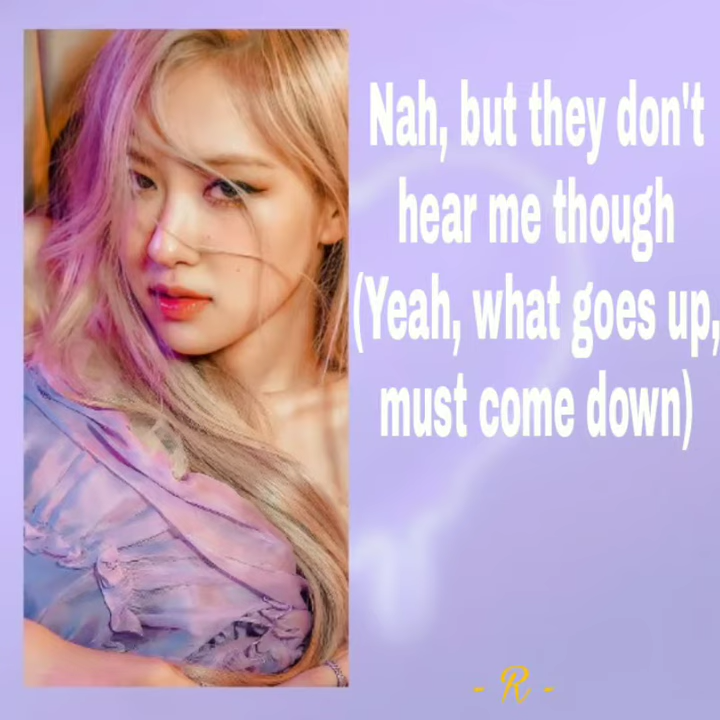 Nah, but they don't
hear me though
(Yeah, what goes up,
must come down)
- R -